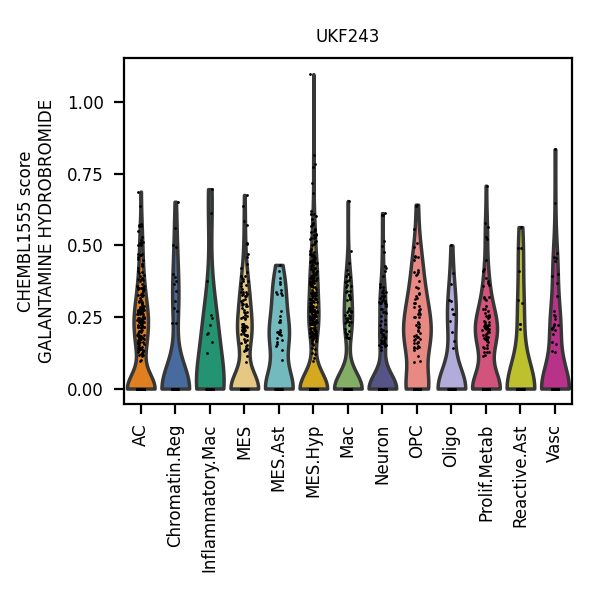 UKF243
CHEMBL1555 score
GALANTAMINE HYDROBROMIDE
1.00
0.75
0.50
0.25
0.00
AC
Chromatin.Reg
Inflammatory.Mac
MES
MES.Ast
MES.Hyp
Mac
Neuron
OPC
Oligo
Prolif.Metab
Reactive.Ast
Vasc